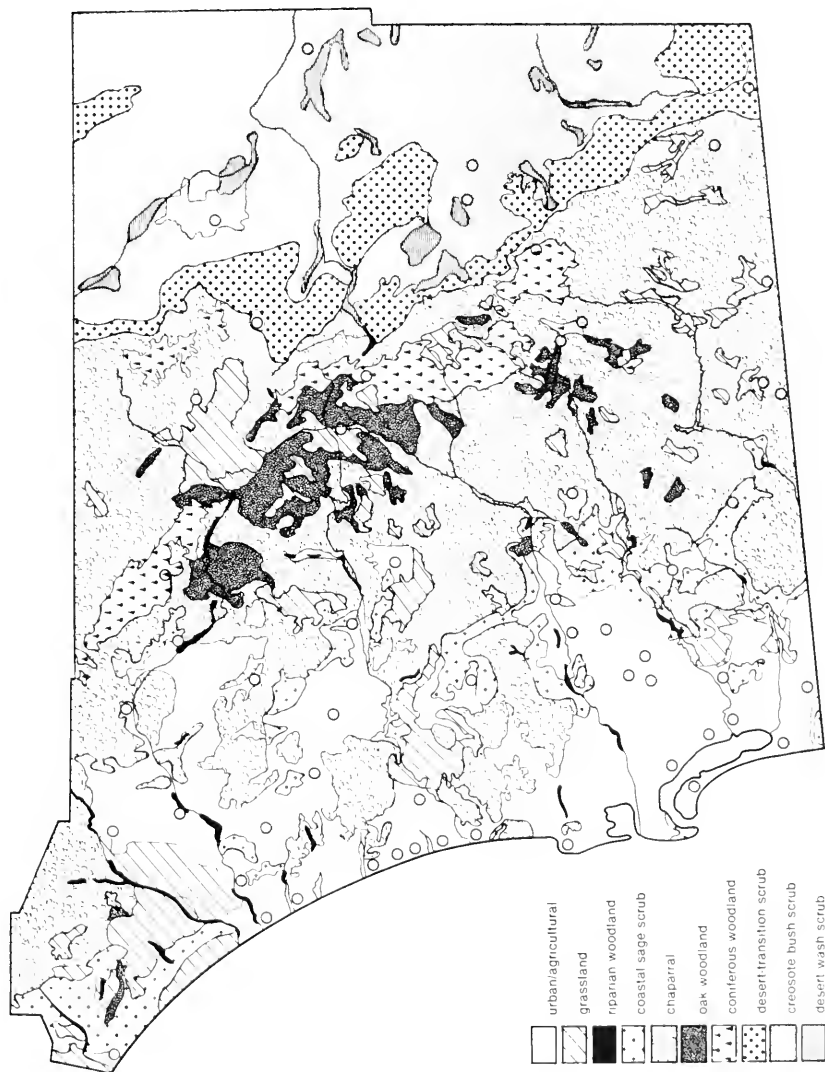 urban/agricultural
grassland
riparian woodland
coastal sage scrub
chaparral
oak woodland
coniferous woodland
desert-transition scrub
creosote bush scrub
desert wash scrub